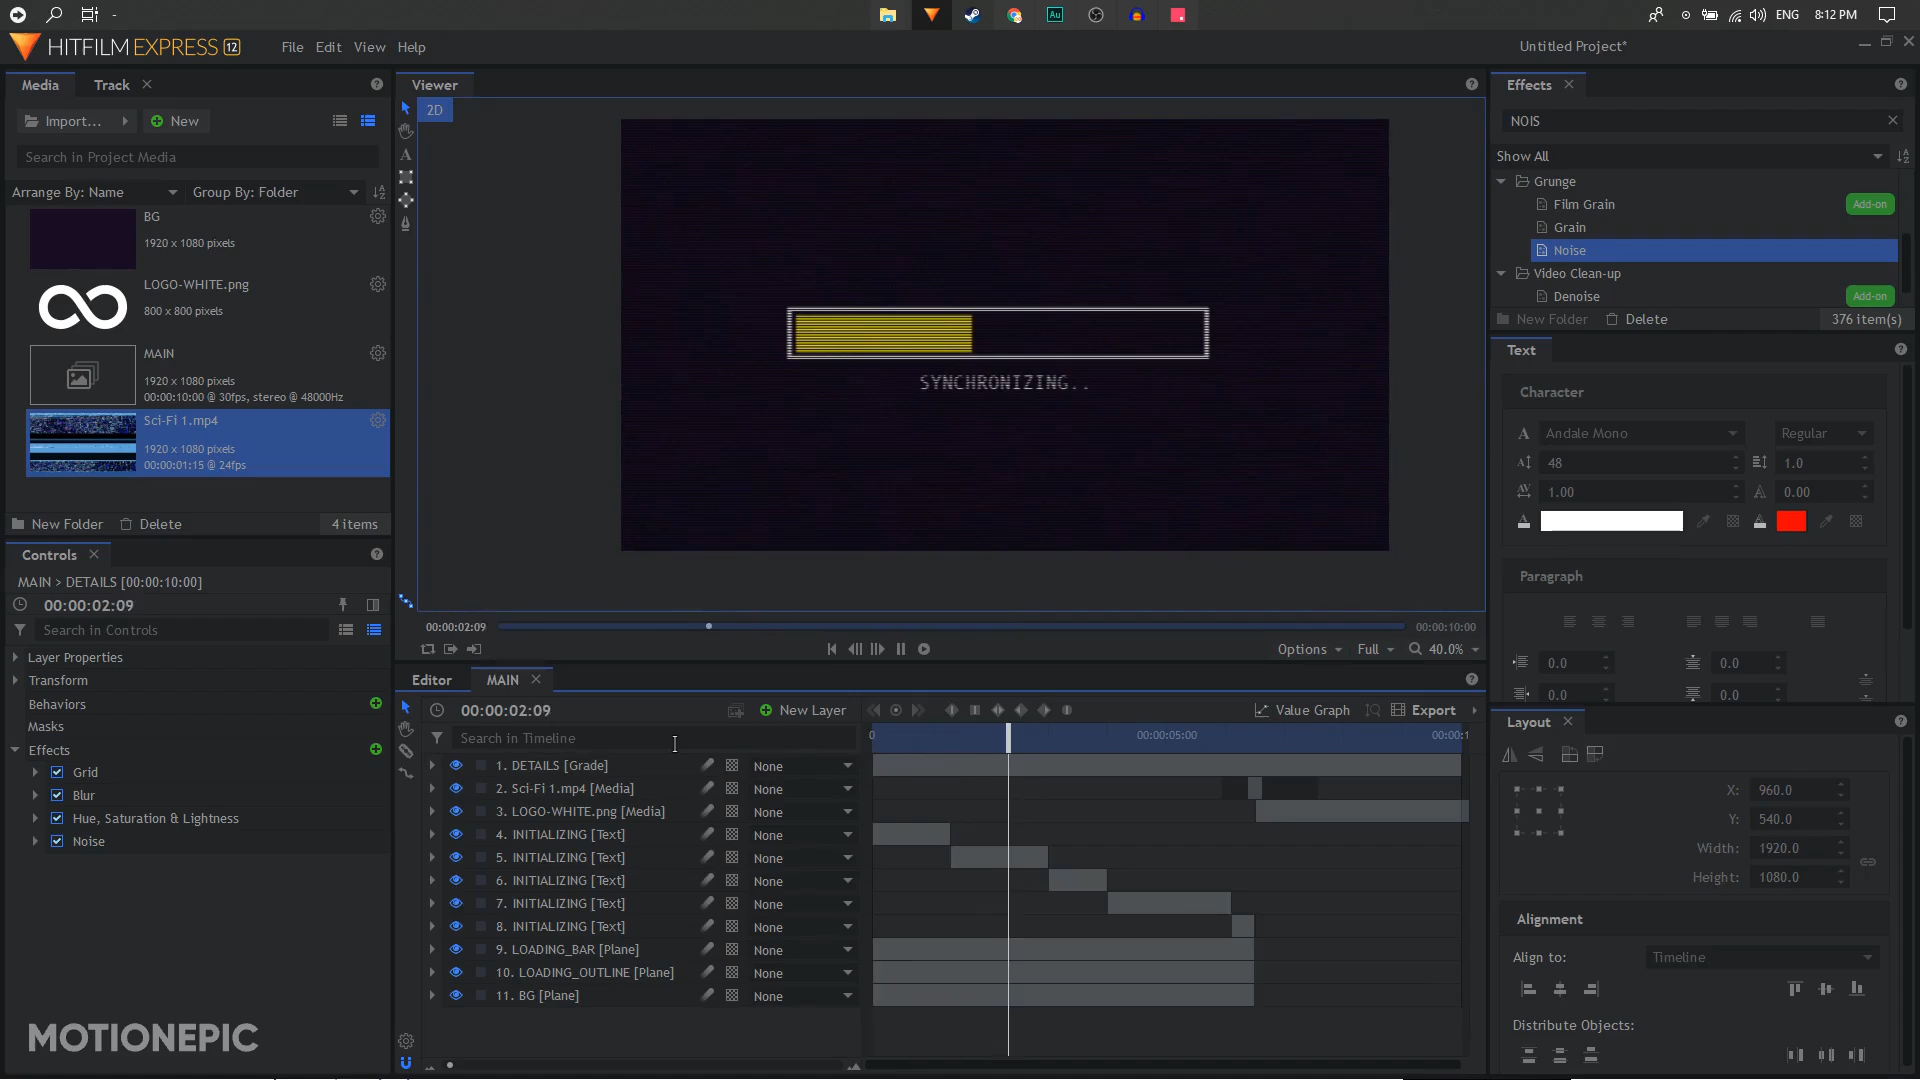 ENG
8:12 PM
HITFILM EXPRESS 12
File Edit View Help
Untitled Project*
Media Track
Import... New
Search in Project Media
Arrange By: Name Group By: Folder
BG
1920 x 1080 pixels
LOGO-WHITE.png
800 x 800 pixels
MAIN
1920 x 1080 pixels
00:00:10:00 @ 30fps, stereo @ 48000Hz
Sci-Fi 1.mp4
1920 x 1080 pixels
00:00:01:15 @ 24fps
New Folder Delete 4 items
Controls
MAIN > DETAILS [00:00:10:00]
00:00:02:09
Search in Controls
Layer Properties
Transform
Behaviors
Masks
Effects
Grid
Blur
Hue, Saturation & Lightness
Noise
MOTIONEPIC
Viewer
2D
SYNCHRONIZING..
00:00:02:09 00:00:10:00
Options Full 40.0%
Editor MAIN
00:00:02:09 New Layer Value Graph Export
Search in Timeline 0 00:00:05:00 00:00:1
1. DETAILS [Grade] None
2. Sci-Fi 1.mp4 [Media] None
3. LOGO-WHITE.png [Media] None
4. INITIALIZING [Text] None
5. INITIALIZING [Text] None
6. INITIALIZING [Text] None
7. INITIALIZING [Text] None
8. INITIALIZING [Text] None
9. LOADING_BAR [Plane] None
10. LOADING_OUTLINE [Plane] None
11. BG [Plane] None
Effects
NOIS
Show All
Grunge
Film Grain Add-on
Grain
Noise
Video Clean-up
Denoise Add-on
New Folder Delete 376 item(s)
Text
Character
Andale Mono Regular
48 1.0
1.00 0.00
Paragraph
0.0 0.0
0.0 0.0
Layout
X: 960.0
Y: 540.0
Width: 1920.0
Height: 1080.0
Alignment
Align to: Timeline
Distribute Objects: